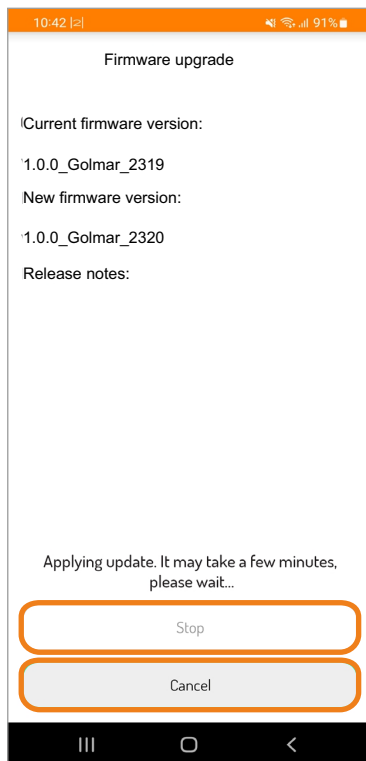 10:42 |z| 91%
Firmware upgrade
Current firmware version:
1.0.0_Golmar_2319
New firmware version:
1.0.0_Golmar_2320
Release notes:
Applying update. It may take a few minutes,
please wait...
Stop
Cancel